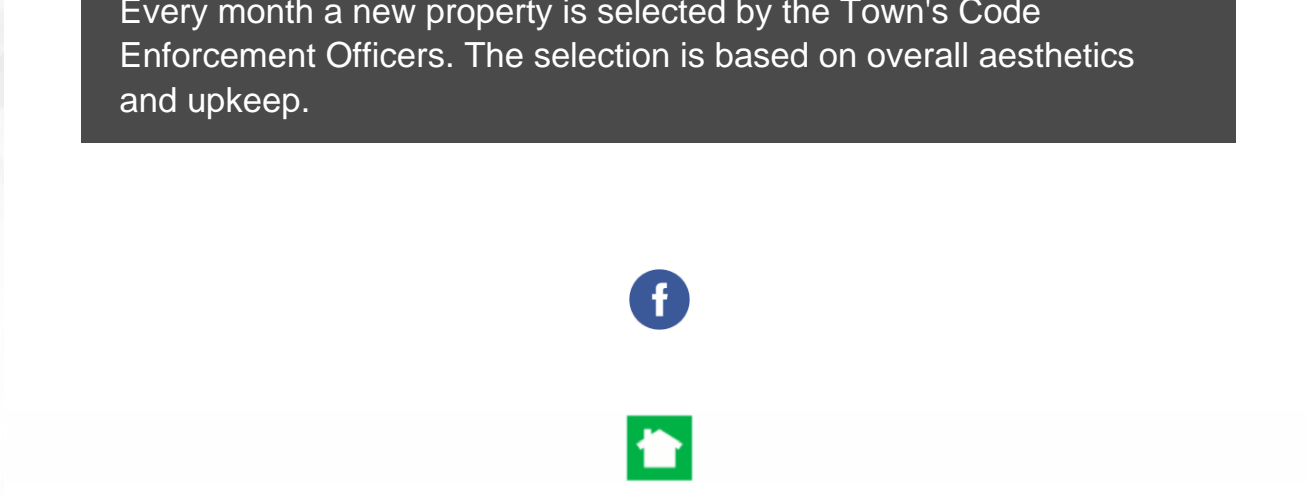 Every month a new property is selected by the Town's Code
Enforcement Officers. The selection is based on overall aesthetics
and upkeep.